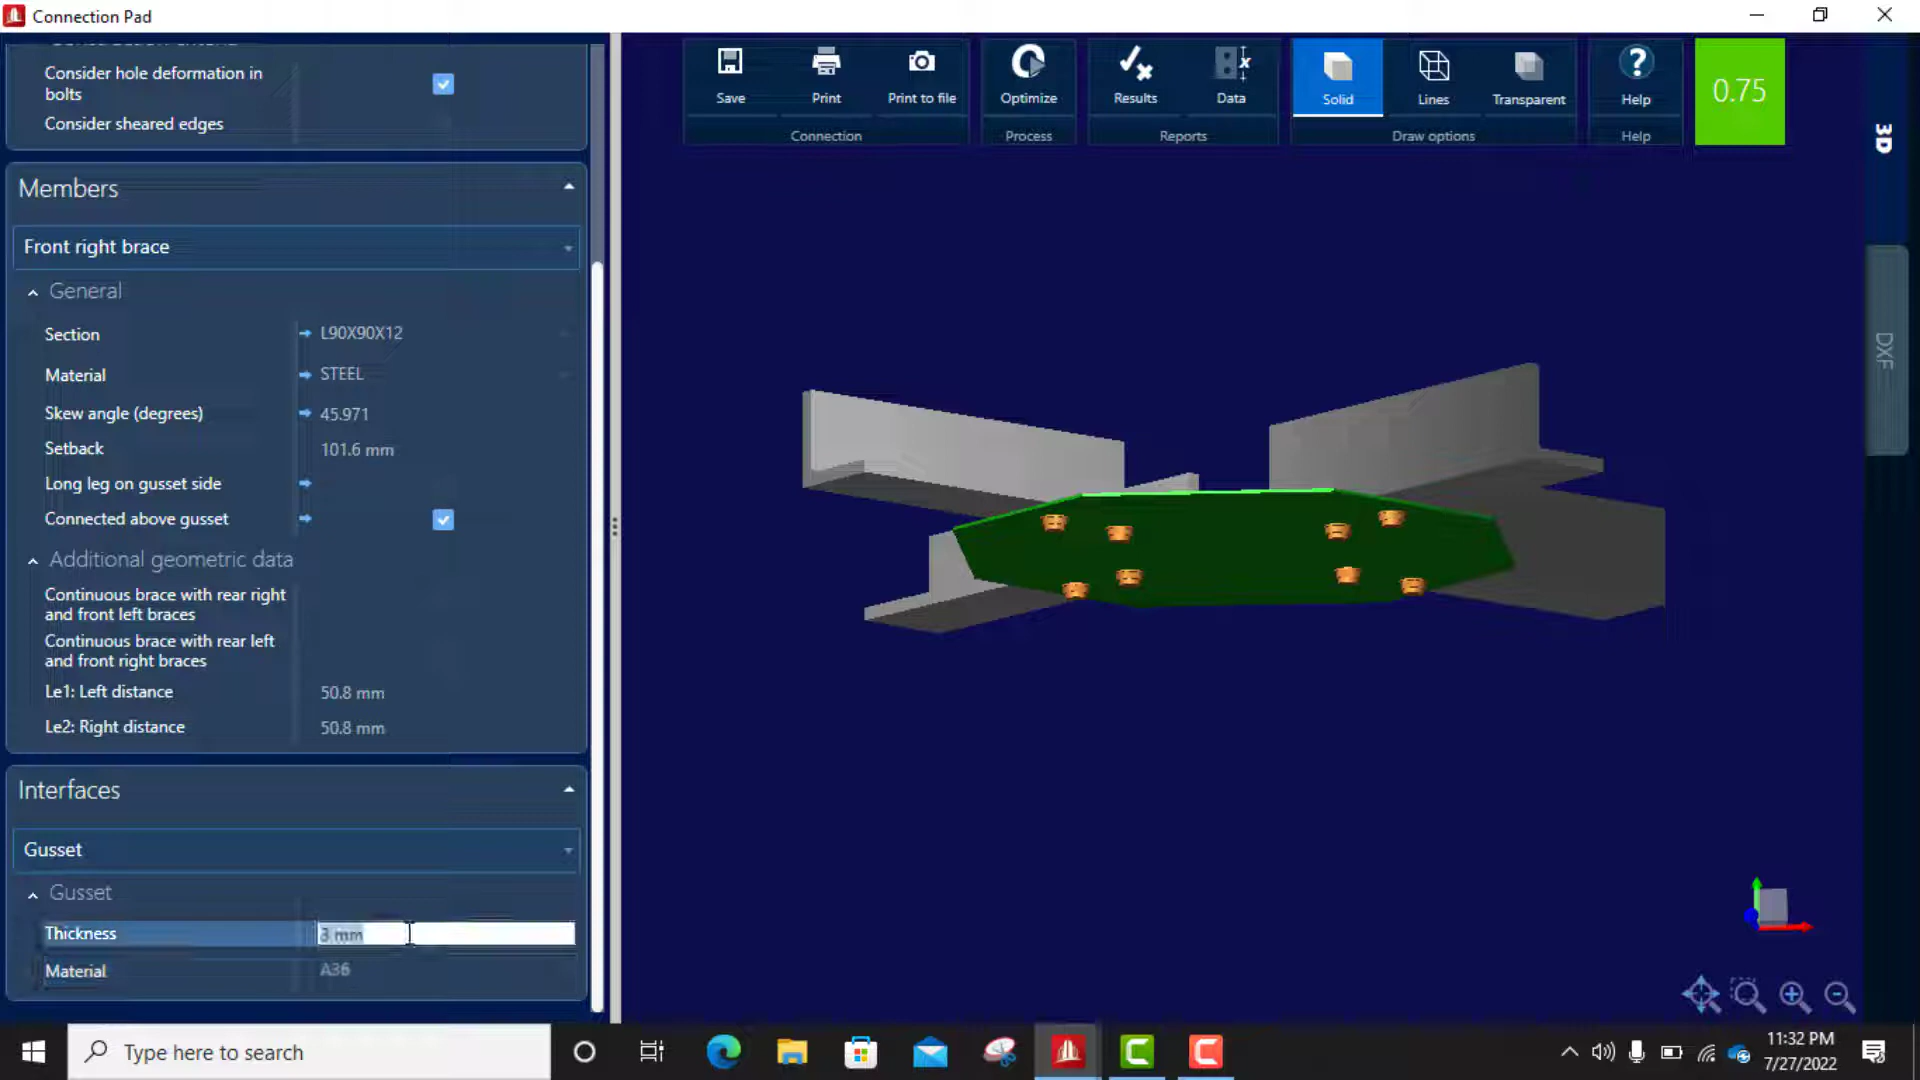 Connection Pad
Consider hole deformation in
bolts
Consider sheared edges
Members
Front right brace
General
Section
L90X90X12
Material
STEEL
Skew angle (degrees)
45.971
Setback
101.6 mm
Long leg on gusset side
Connected above gusset
Additional geometric data
Continuous brace with rear right
and front left braces
Continuous brace with rear left
and front right braces
Le1: Left distance
50.8 mm
Le2: Right distance
50.8 mm
Interfaces
Gusset
Gusset
Thickness
3 mm
Material
A36
Save
Print
Print to file
Connection
Optimize
Process
Results
Data
Reports
Solid
Lines
Transparent
Draw options
Help
Help
0.75
3D
DXF
Type here to search
11:32 PM
7/27/2022